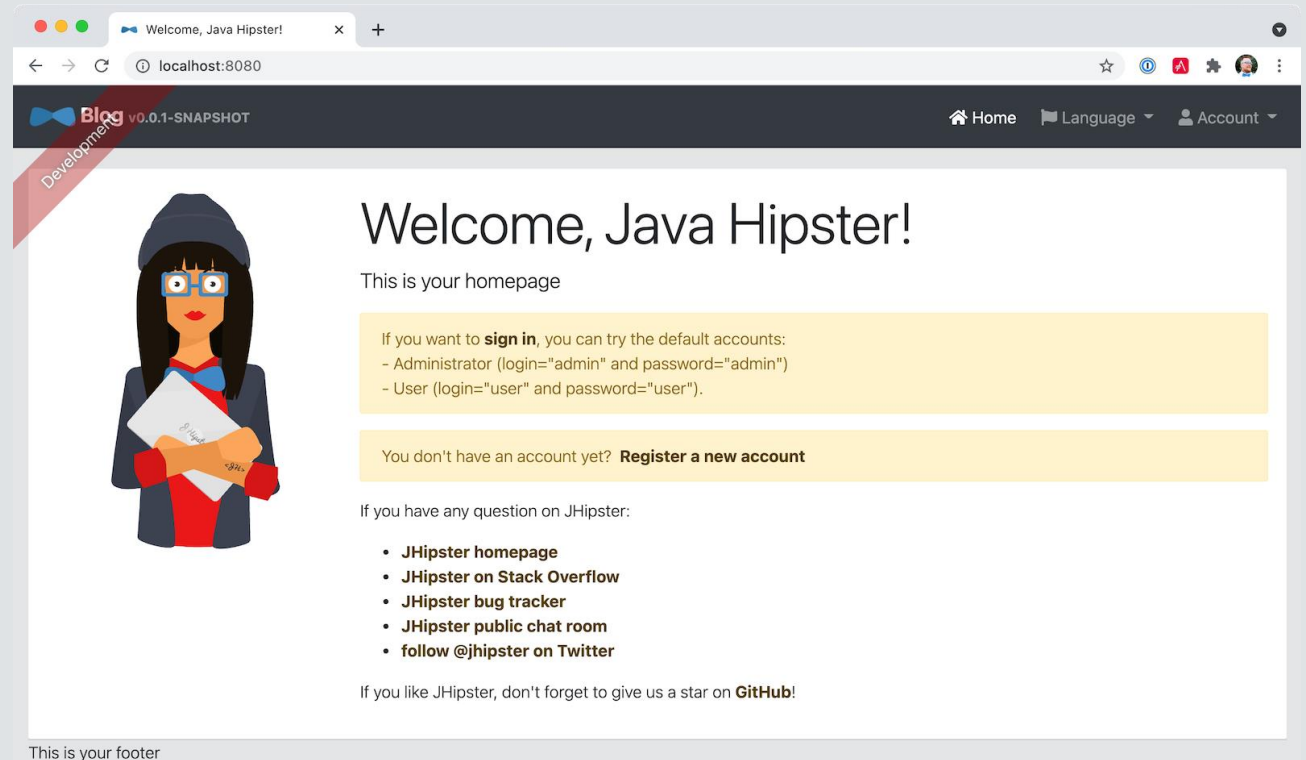 Welcome, Java Hipster!
localhost:8080
Blog v0.0.1-SNAPSHOT
Home Language Account
Development
Welcome, Java Hipster!
This is your homepage
If you want to sign in, you can try the default accounts:
- Administrator (login="admin" and password="admin")
- User (login="user" and password="user").
You don't have an account yet? Register a new account
If you have any question on JHipster:
• JHipster homepage
• JHipster on Stack Overflow
• JHipster bug tracker
• JHipster public chat room
• follow @jhipster on Twitter
If you like JHipster, don't forget to give us a star on GitHub!
This is your footer